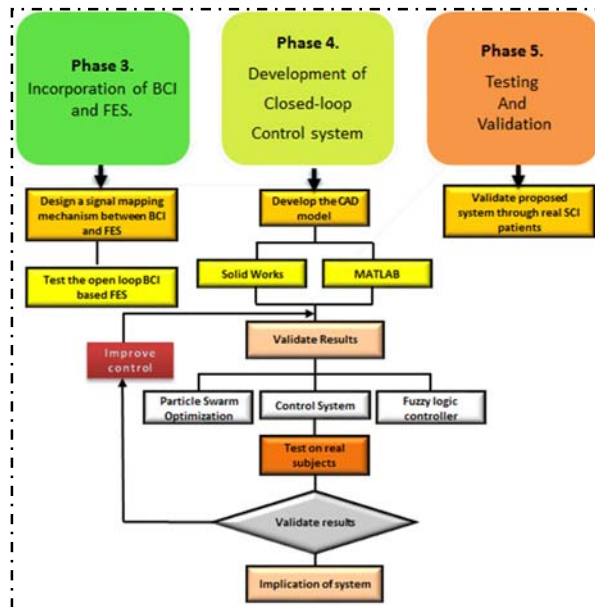 Phase 3.
Incorporation of BCI
and FES.
Phase 4.
Development of
Closed-loop
Control system
Phase 5.
Testing
And
Validation
Design a signal mapping
mechanism between BCI
and FES
Test the open loop BCI
based FES
Develop the CAD
model
Solid Works
MATLAB
Validate proposed
system through real SCI
patients
Validate Results
Improve
control
Particle Swarm
Optimization
Control System
Fuzzy logic
controller
Test on real
subjects
Validate results
Implication of system